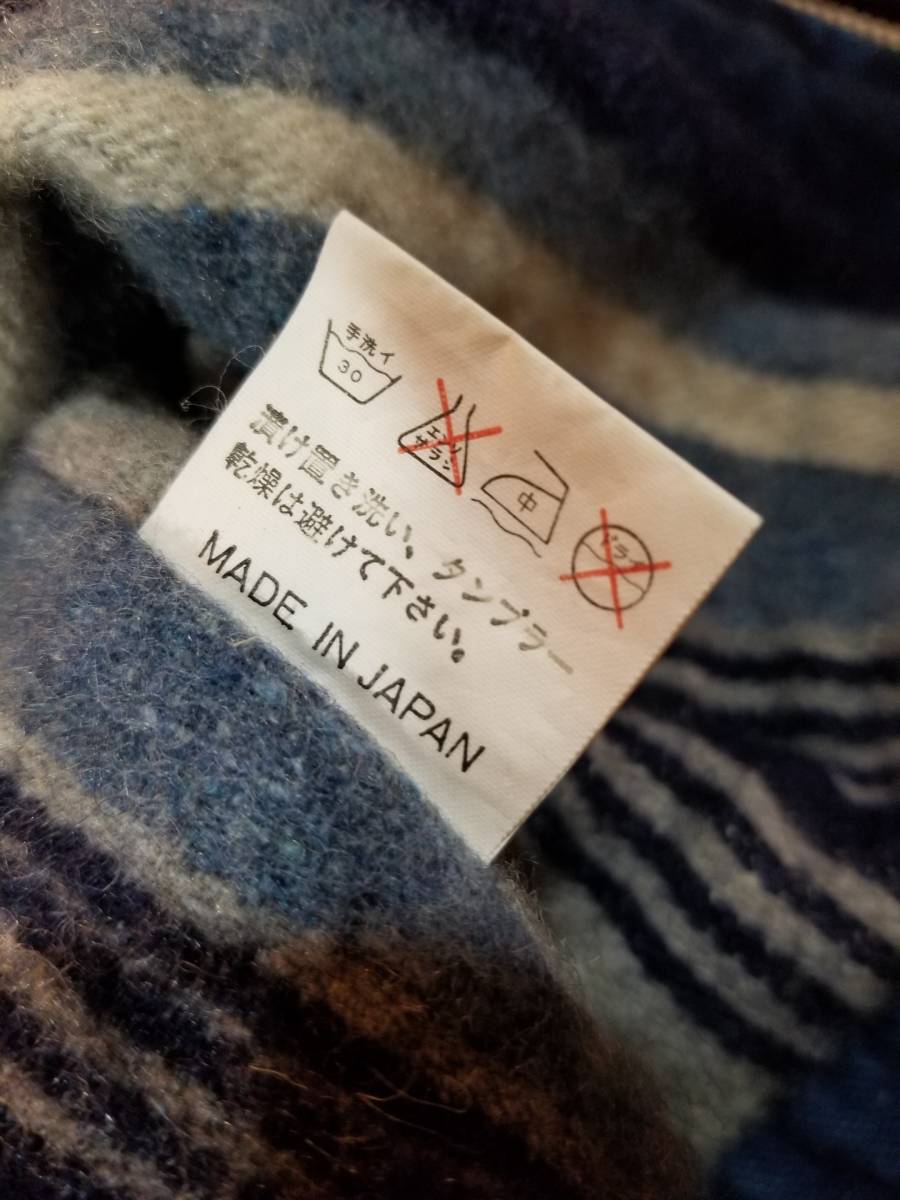 手洗イ
30
エンソ
サラシ
中
ドライ
漬け置き洗い、タンブラー
乾燥は避けて下さい。
MADE IN JAPAN